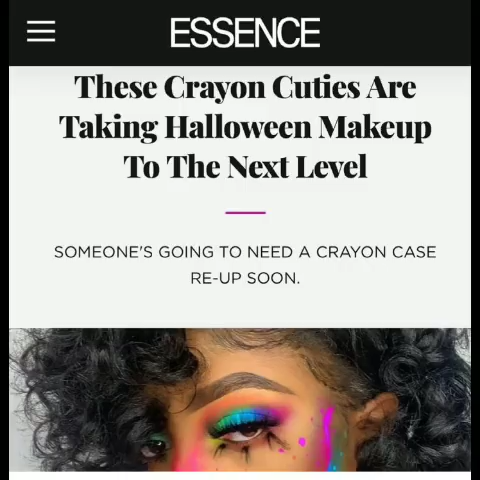 ESSENCE
These Crayon Cuties Are
Taking Halloween Makeup
To The Next Level
SOMEONE'S GOING TO NEED A CRAYON CASE
RE-UP SOON.